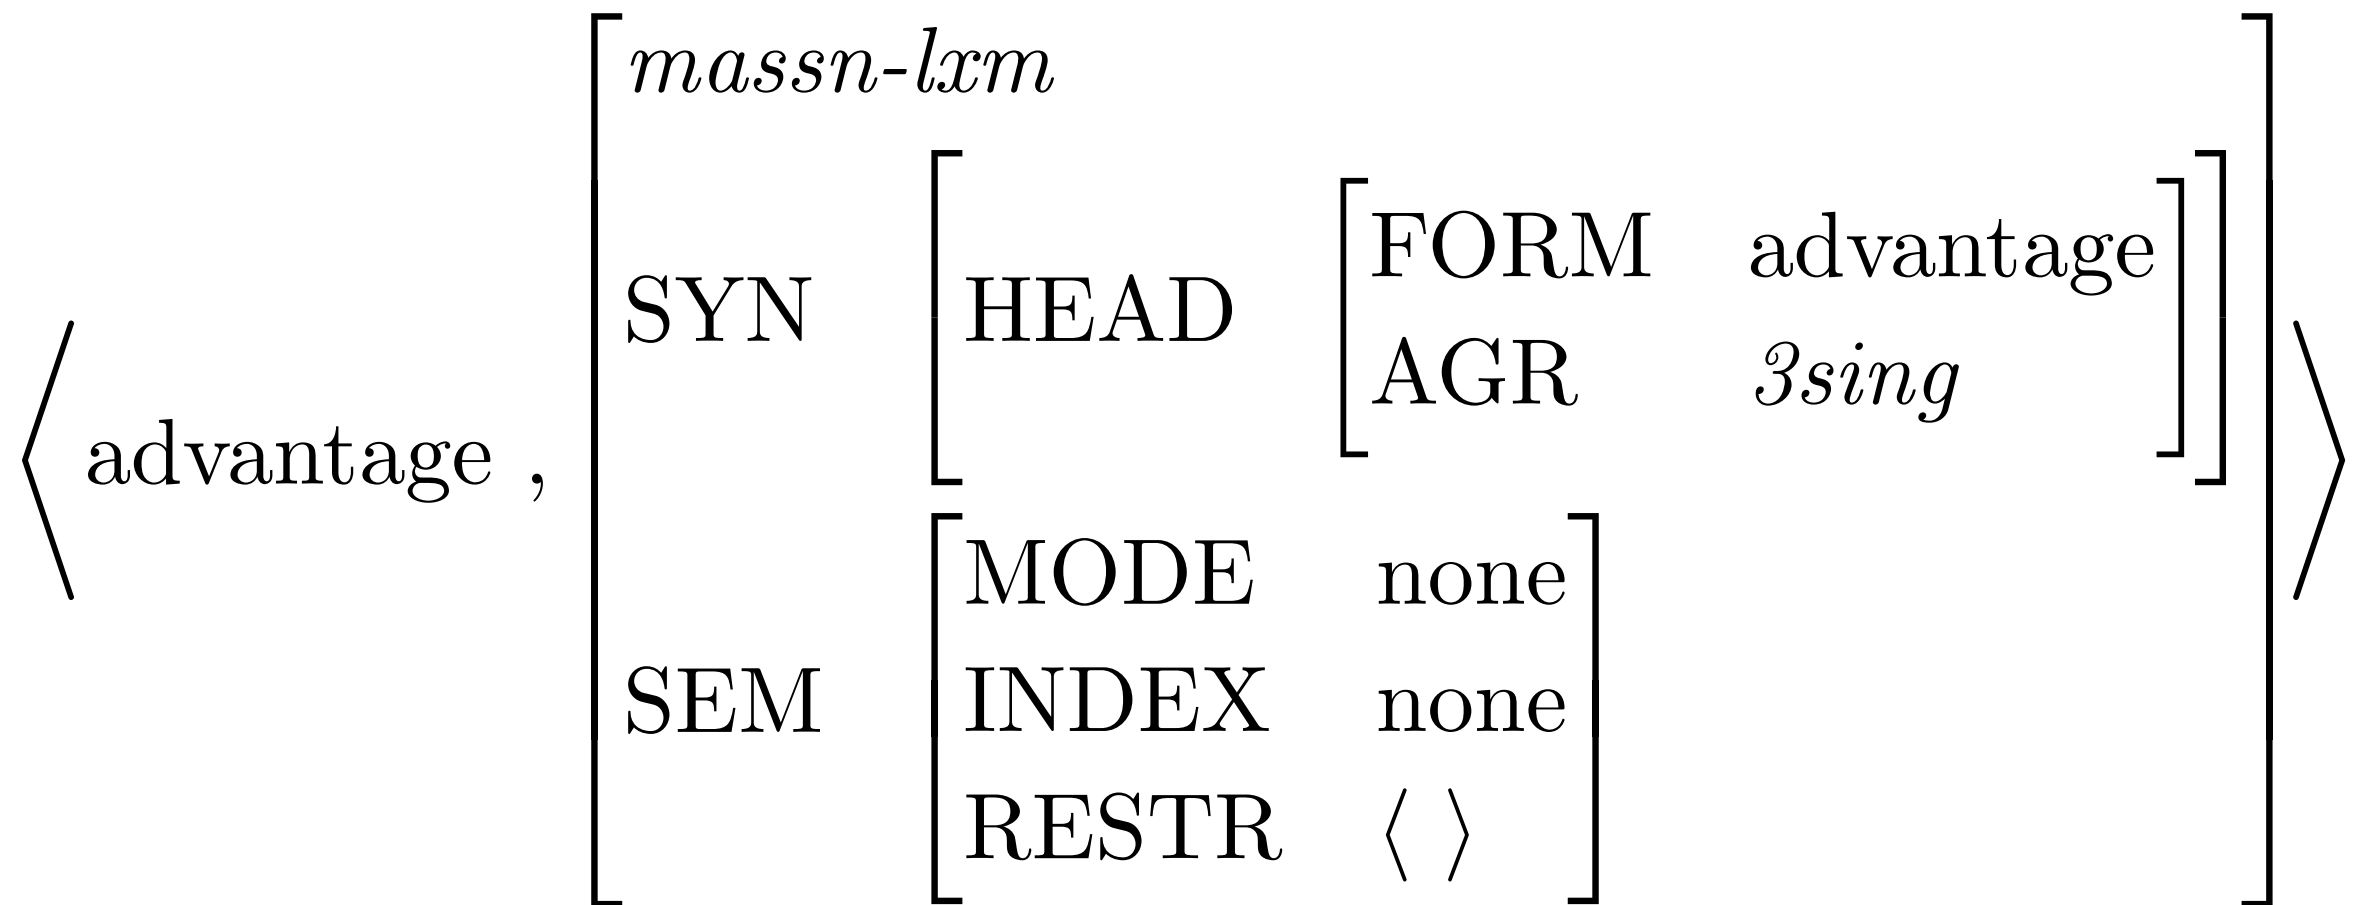 massn-lxm
FORM advantage
SYN HEAD
AGR 3sing
advantage ,
MODE none
SEM INDEX none
RESTR ⟨ ⟩